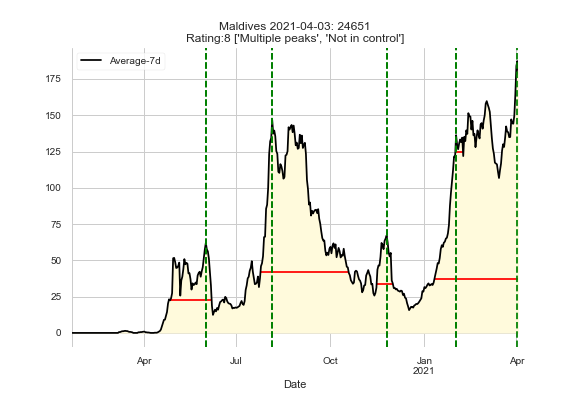 Maldives 2021-04-03: 24651
Rating:8 ['Multiple peaks', 'Not in control']
Average-7d
175
150
125
100
75
50
25
0
Apr
Jul
Oct
Jan
2021
Apr
Date